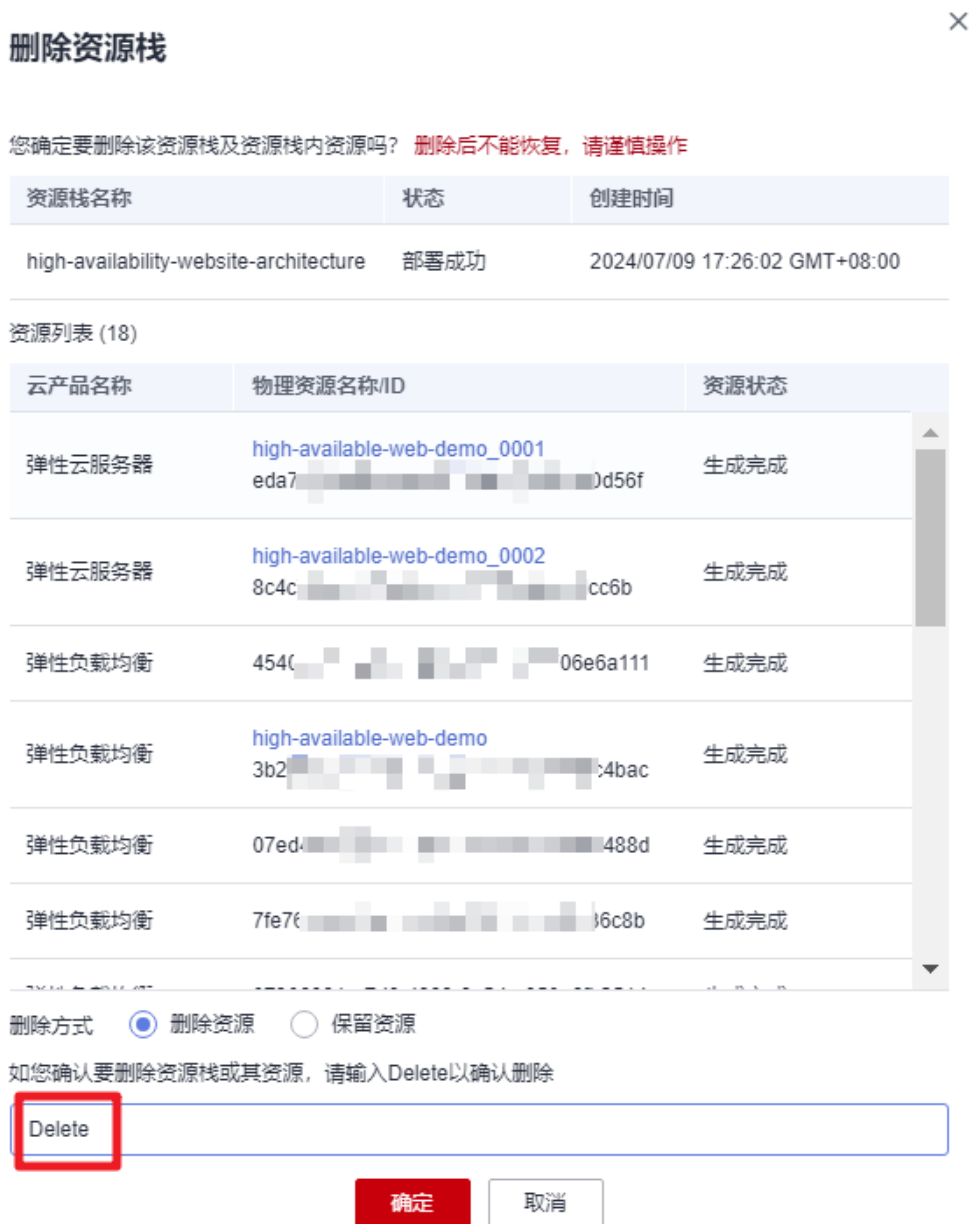 删除资源栈
您确定要删除该资源栈及资源栈内资源吗? 删除后不能恢复,请谨慎操作
资源栈名称 状态 创建时间
high-availability-website-architecture 部署成功 2024/07/09 17:26:02 GMT+08:00
资源列表 (18)
云产品名称 物理资源名称/ID 资源状态
high-available-web-demo_0001
弹性云服务器 eda7 0d56f 生成完成
high-available-web-demo_0002
弹性云服务器 8c4c cc6b 生成完成
弹性负载均衡 4540 06e6a111 生成完成
high-available-web-demo
弹性负载均衡 3b2 c4bac 生成完成
弹性负载均衡 07ed 488d 生成完成
弹性负载均衡 7fe76 36c8b 生成完成
删除方式 删除资源 保留资源
如您确认要删除资源栈或其资源,请输入Delete以确认删除
Delete
确定 取消